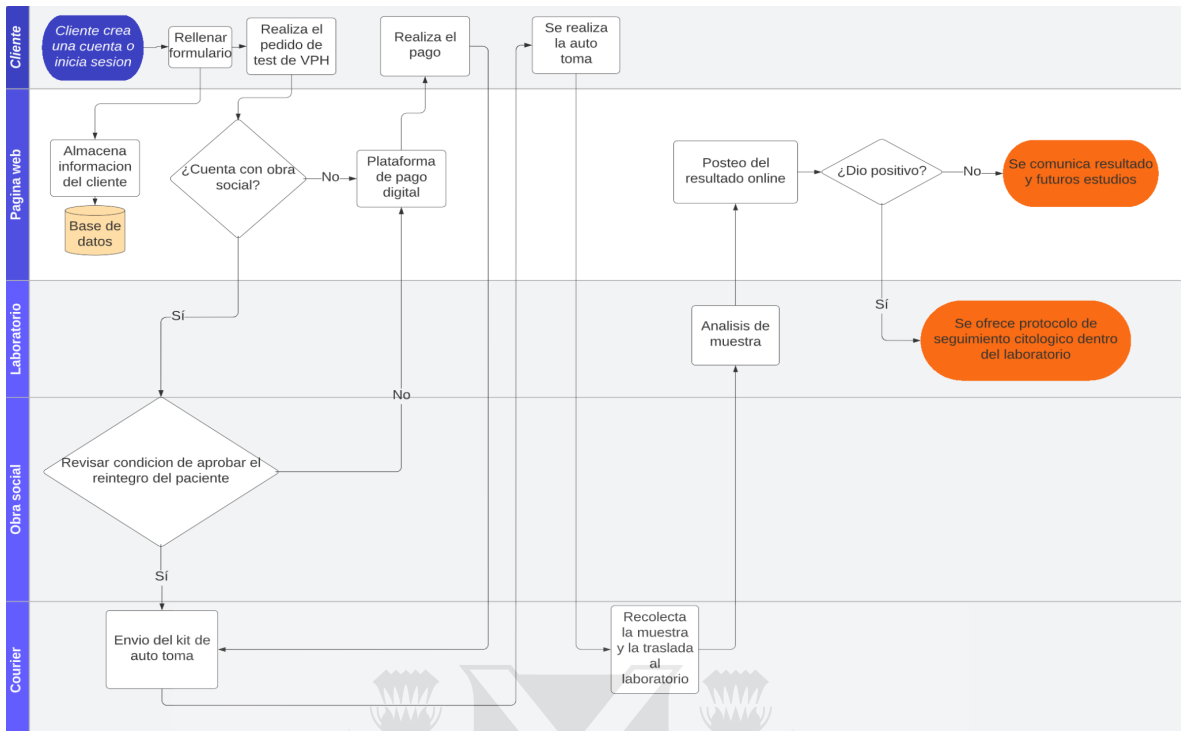 Cliente
Cliente crea
una cuenta o
inicia sesion
Rellenar
formulario
Realiza el
pedido de
test de VPH
Realiza el
pago
Se realiza
la auto
toma
Pagina web
Almacena
informacion
del cliente
Base de
datos
¿Cuenta con obra
social?
No
Plataforma
de pago
digital
Posteo del
resultado online
¿Dio positivo?
No
Se comunica resultado
y futuros estudios
Laboratorio
Sí
Analisis de
muestra
Sí
Se ofrece protocolo de
seguimiento citologico dentro
del laboratorio
No
Obra social
Revisar condicion de aprobar el
reintegro del paciente
Sí
Courier
Envio del kit de
auto toma
Recolecta
la muestra
y la traslada
al
laboratorio